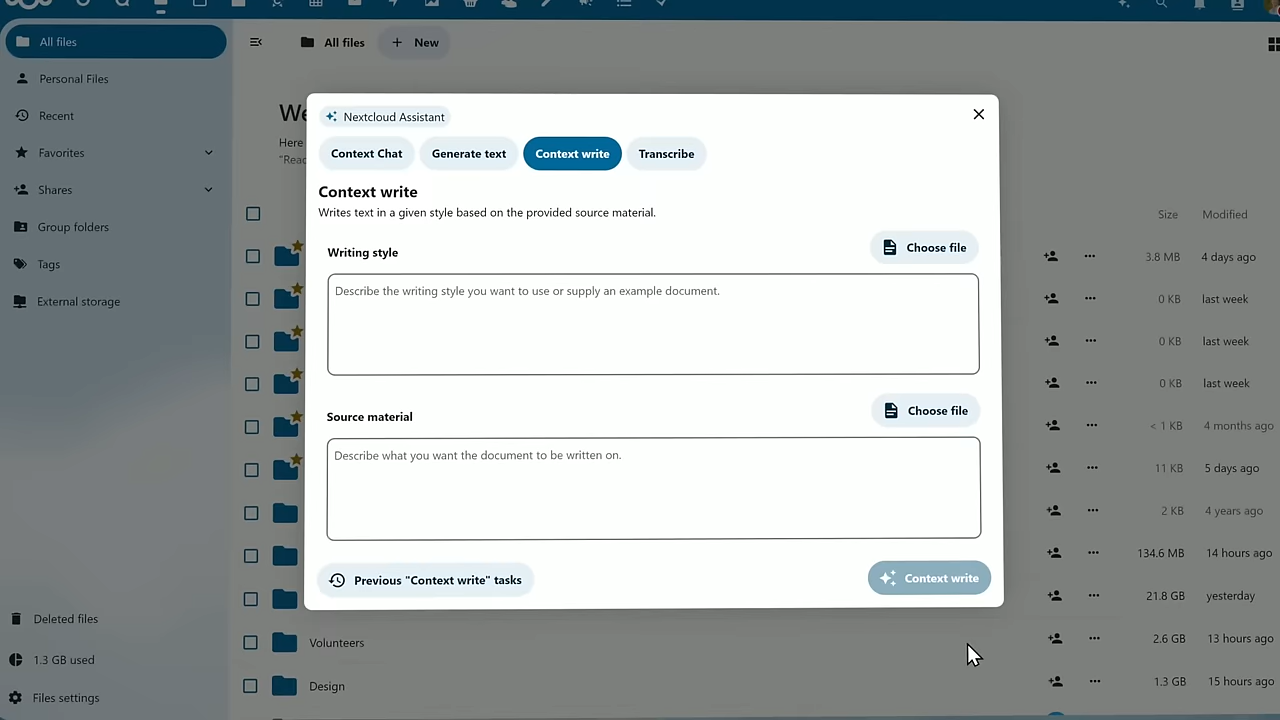 All files
All files
New
Personal Files
Recent
Favorites
Shares
Group folders
Tags
External storage
We
Here
"Read
Nextcloud Assistant
Context Chat
Generate text
Context write
Transcribe
Context write
Writes text in a given style based on the provided source material.
Writing style
Choose file
Describe the writing style you want to use or supply an example document.
Source material
Choose file
Describe what you want the document to be written on.
Previous "Context write" tasks
Context write
Size Modified
3.8 MB 4 days ago
0 KB last week
0 KB last week
0 KB last week
< 1 KB 4 months ago
11 KB 5 days ago
2 KB 4 years ago
134.6 MB 14 hours ago
21.8 GB yesterday
Volunteers 2.6 GB 13 hours ago
Design 1.3 GB 15 hours ago
Deleted files
1.3 GB used
Files settings